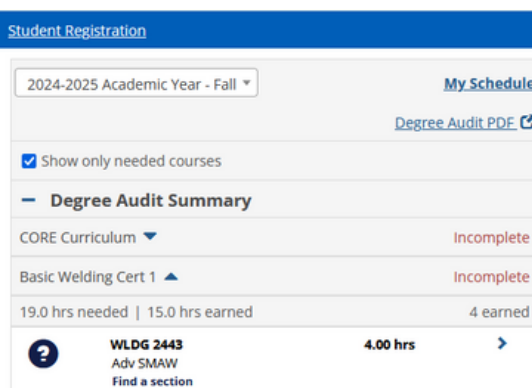 Student Registration
2024-2025 Academic Year - Fall
My Schedule
Degree Audit PDF
Show only needed courses
Degree Audit Summary
CORE Curriculum
Incomplete
Basic Welding Cert 1
Incomplete
19.0 hrs needed | 15.0 hrs earned
4 earned
WLDG 2443
4.00 hrs
Adv SMAW
Find a section